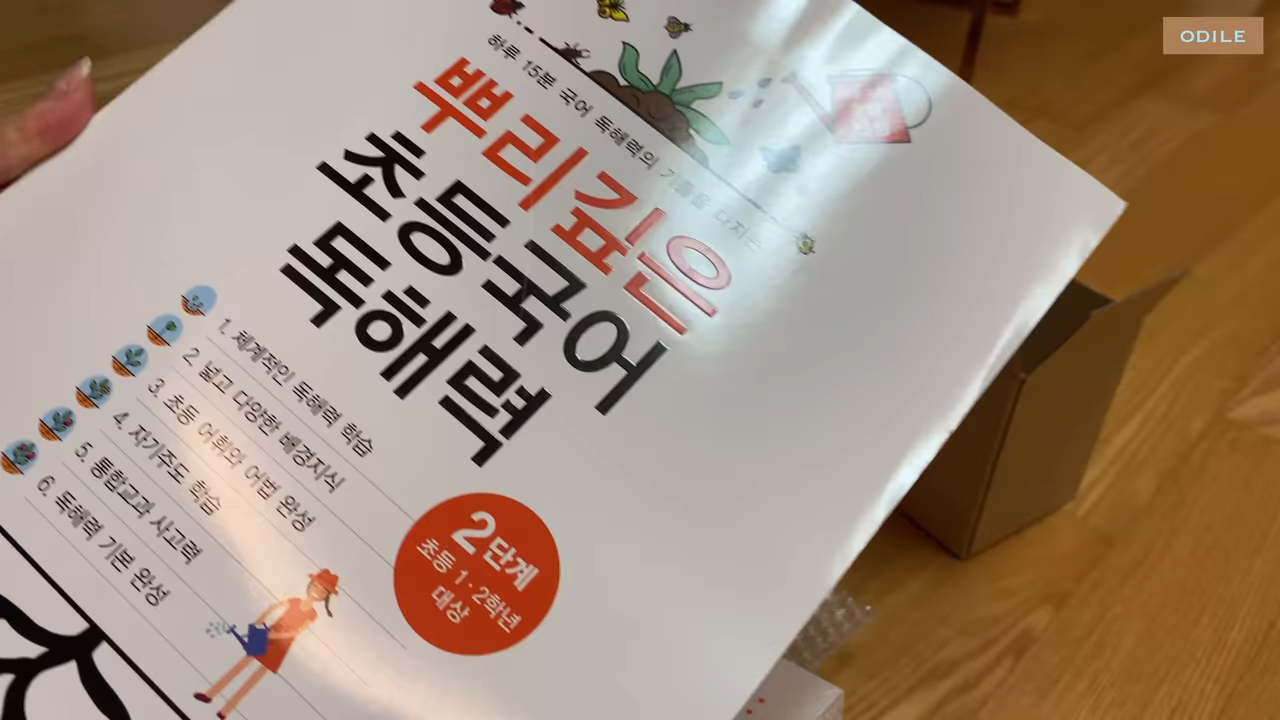 ODILE
하루 15분 국어 독해력의 기틀을 다지는
뿌리깊은
초등국어
독해력
1. 체계적인 독해력 학습
2. 넓고 다양한 배경지식
3. 초등 어휘와 어법 완성
4. 자기주도 학습
5. 통합교과 사고력
6. 독해력 기본 완성
2단계
초등 1·2학년
대상